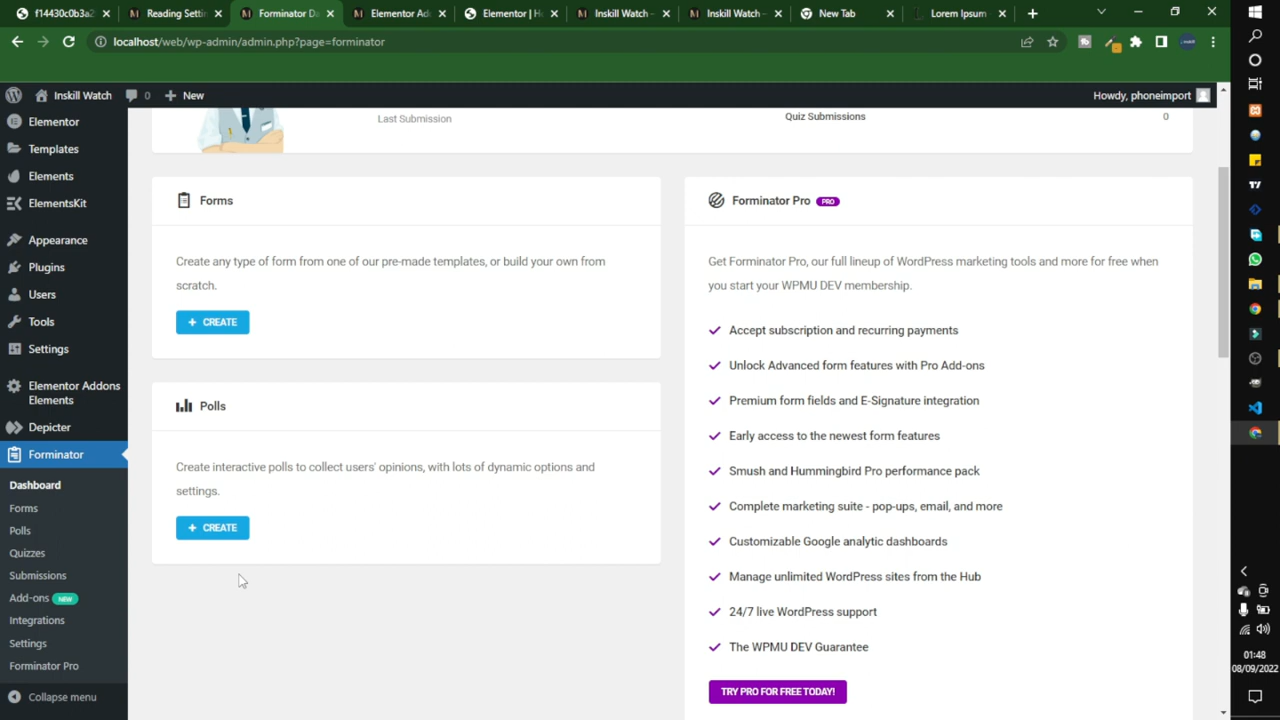 f14430c0b3a2
Reading Settin
Forminator Da
Elementor Ad
Elementor | H
Inskill Watch -
Inskill Watch -
New Tab
Lorem Ipsum
localhost/web/wp-admin/admin.php?page=forminator
Inskill Watch
0
New
Howdy, phoneimport
Elementor
Templates
Elements
ElementsKit
Appearance
Plugins
Users
Tools
Settings
Elementor Addons
Elements
Depicter
Forminator
Dashboard
Forms
Polls
Quizzes
Submissions
Add-ons NEW
Integrations
Settings
Forminator Pro
Collapse menu
Last Submission
Quiz Submissions
0
Forms
Create any type of form from one of our pre-made templates, or build your own from
scratch.
+ CREATE
Polls
Create interactive polls to collect users' opinions, with lots of dynamic options and
settings.
+ CREATE
Forminator Pro PRO
Get Forminator Pro, our full lineup of WordPress marketing tools and more for free when
you start your WPMU DEV membership.
Accept subscription and recurring payments
Unlock Advanced form features with Pro Add-ons
Premium form fields and E-Signature integration
Early access to the newest form features
Smush and Hummingbird Pro performance pack
Complete marketing suite - pop-ups, email, and more
Customizable Google analytic dashboards
Manage unlimited WordPress sites from the Hub
24/7 live WordPress support
The WPMU DEV Guarantee
TRY PRO FOR FREE TODAY!
01:48
08/09/2022